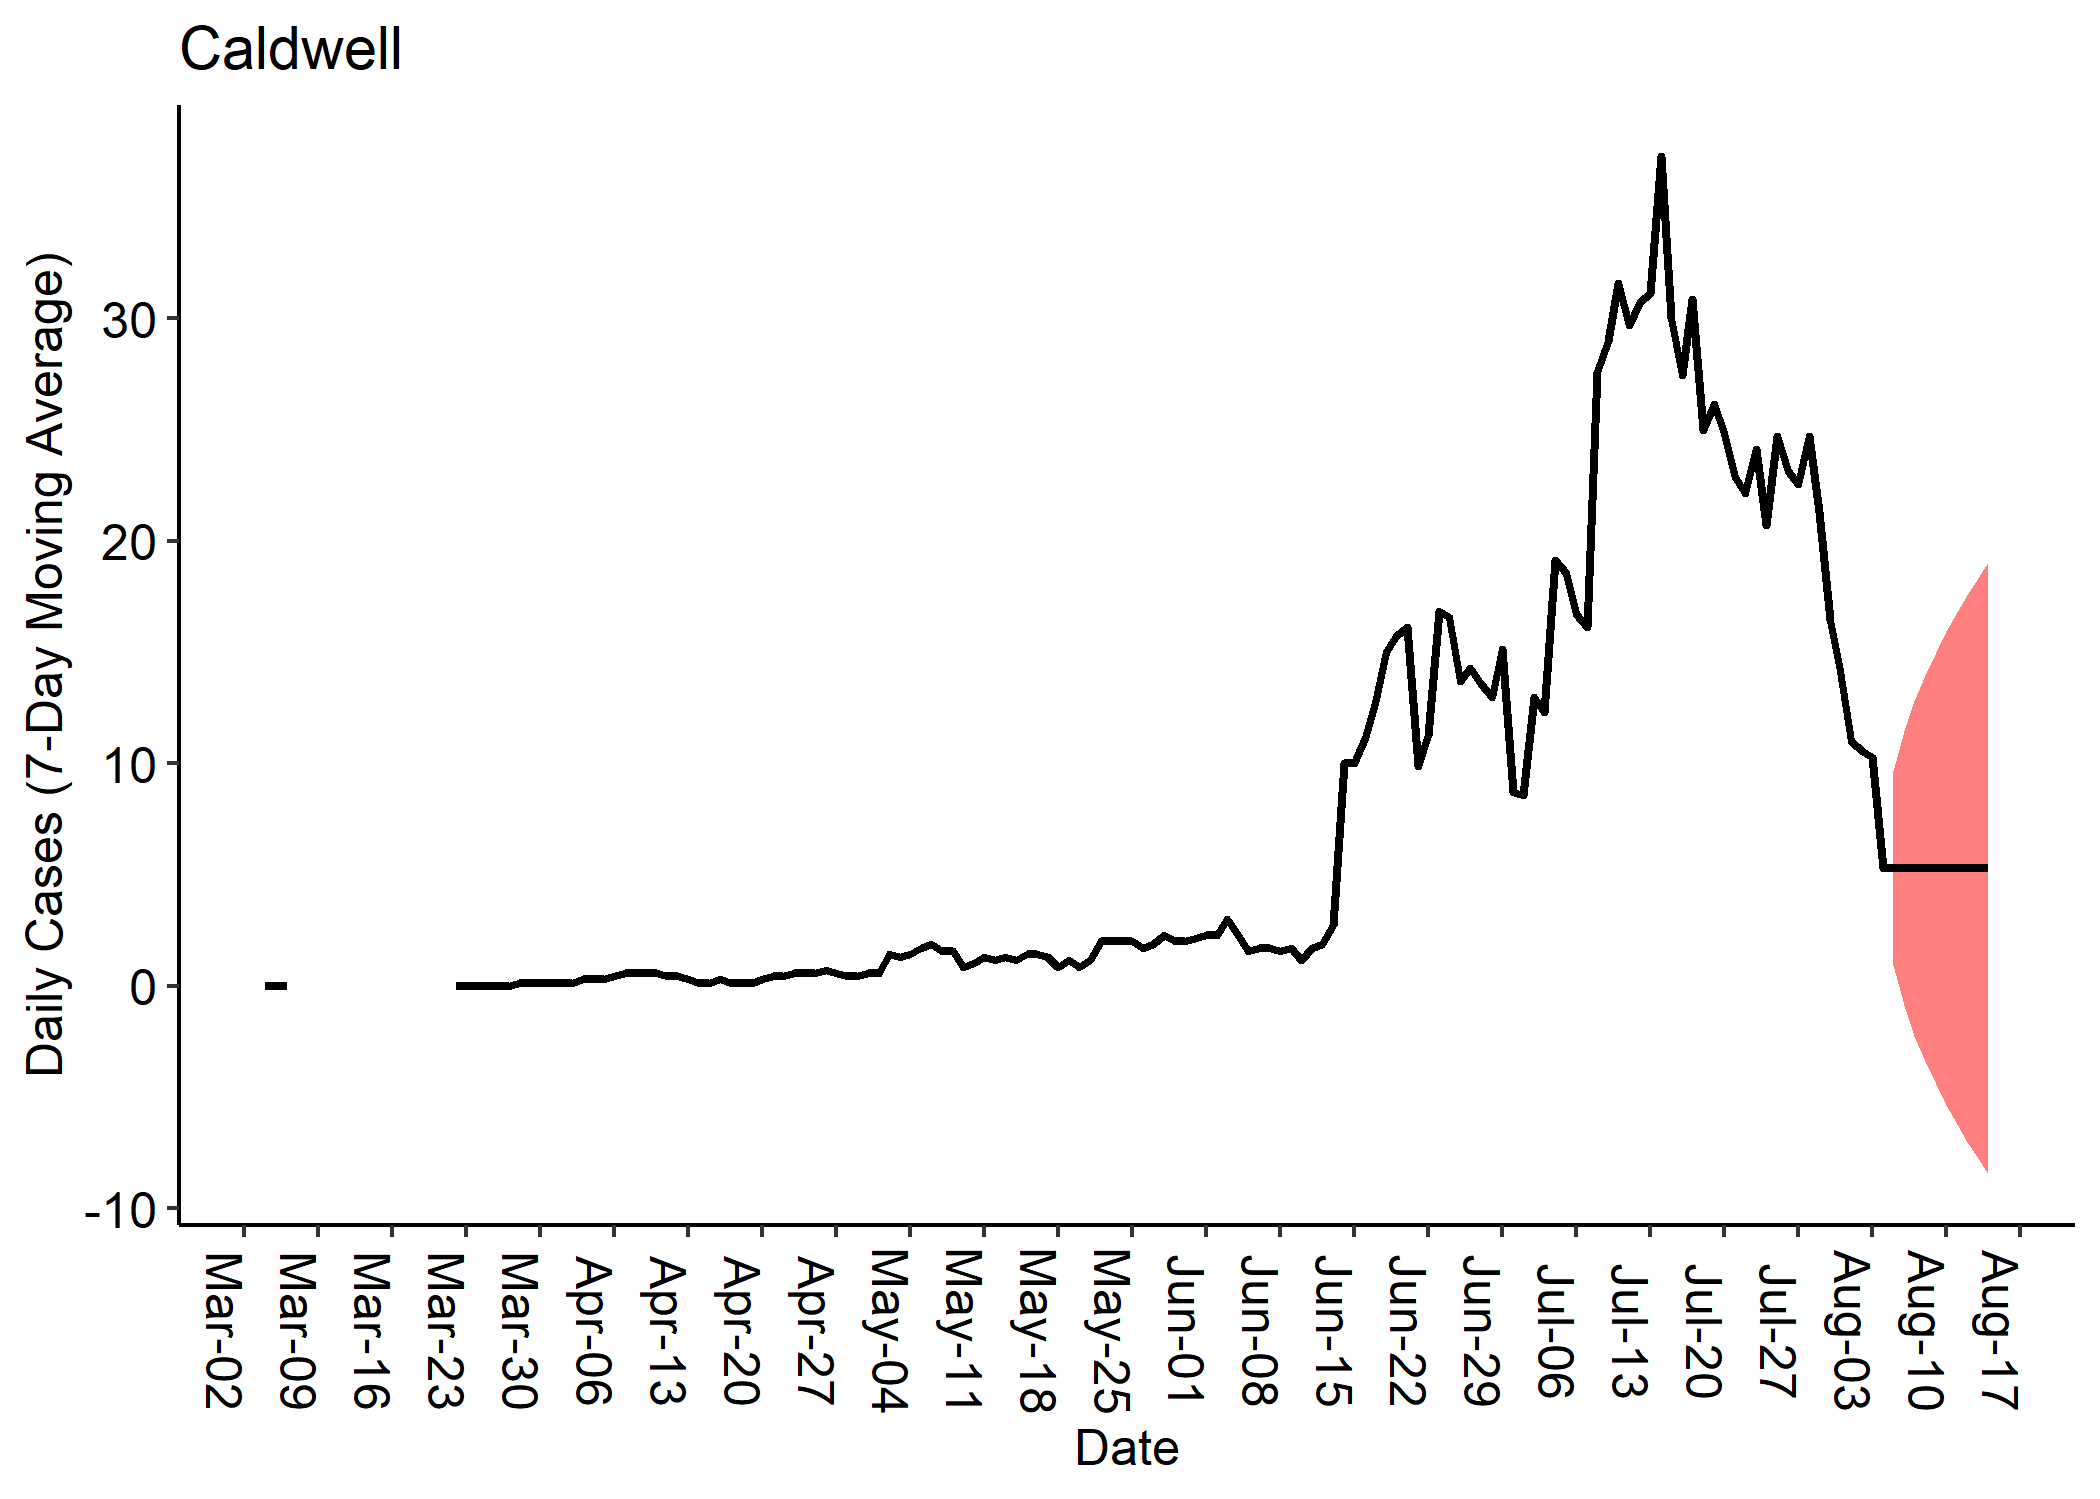 Caldwell
Daily Cases (7-Day Moving Average)
30
20
10
0
-10
Mar-02
Mar-09
Mar-16
Mar-23
Mar-30
Apr-06
Apr-13
Apr-20
Apr-27
May-04
May-11
May-18
May-25
Jun-01
Jun-08
Jun-15
Jun-22
Jun-29
Jul-06
Jul-13
Jul-20
Jul-27
Aug-03
Aug-10
Aug-17
Date